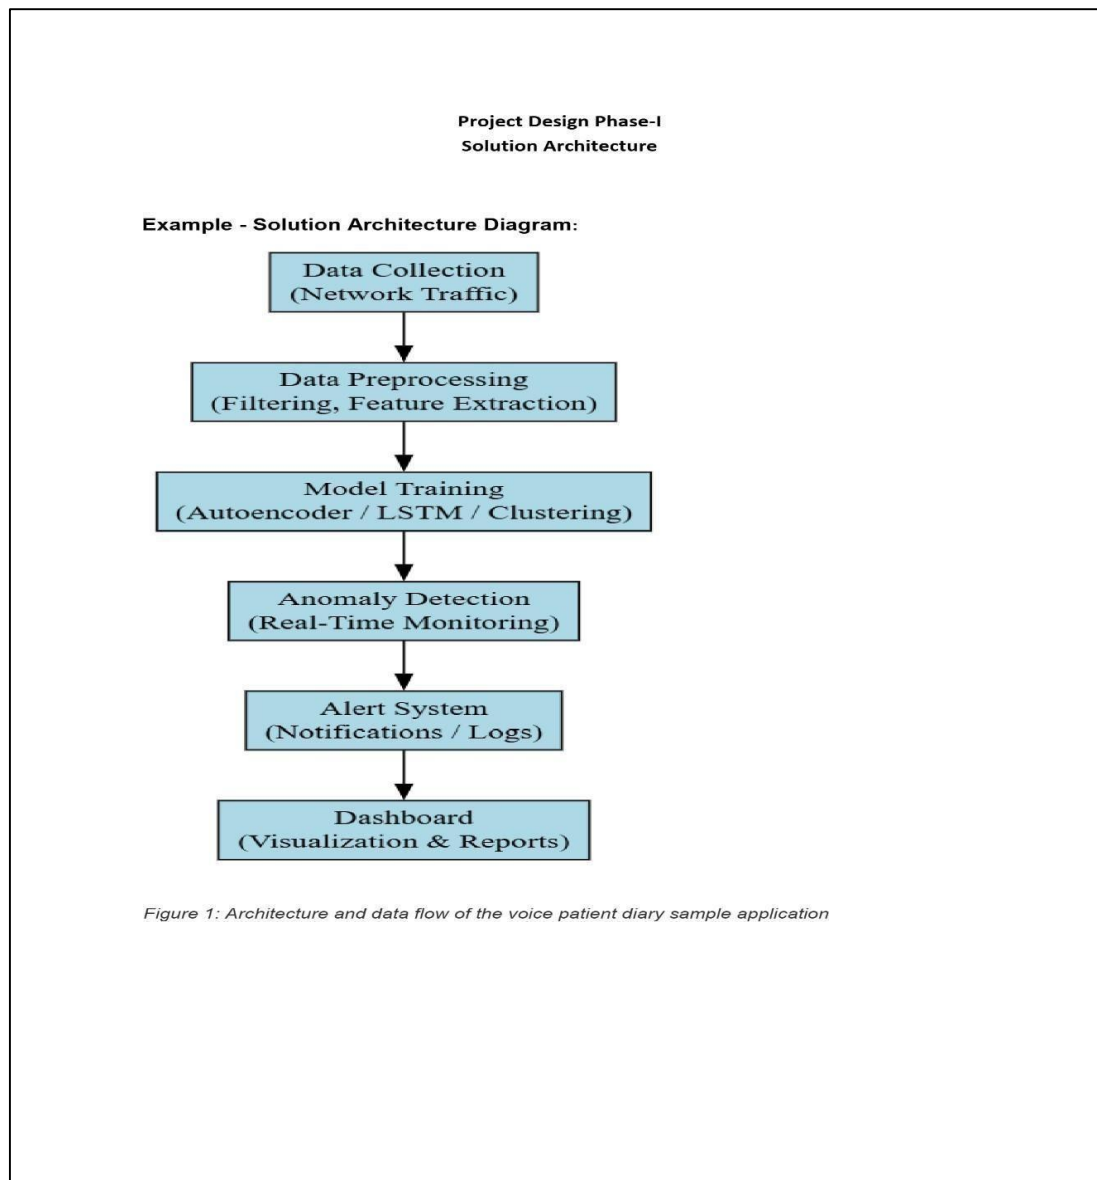 Project Design Phase-I
Solution Architecture
Example - Solution Architecture Diagram:
Data Collection
(Network Traffic)
Data Preprocessing
(Filtering, Feature Extraction)
Model Training
(Autoencoder / LSTM / Clustering)
Anomaly Detection
(Real-Time Monitoring)
Alert System
(Notifications / Logs)
Dashboard
(Visualization & Reports)
Figure 1: Architecture and data flow of the voice patient diary sample application